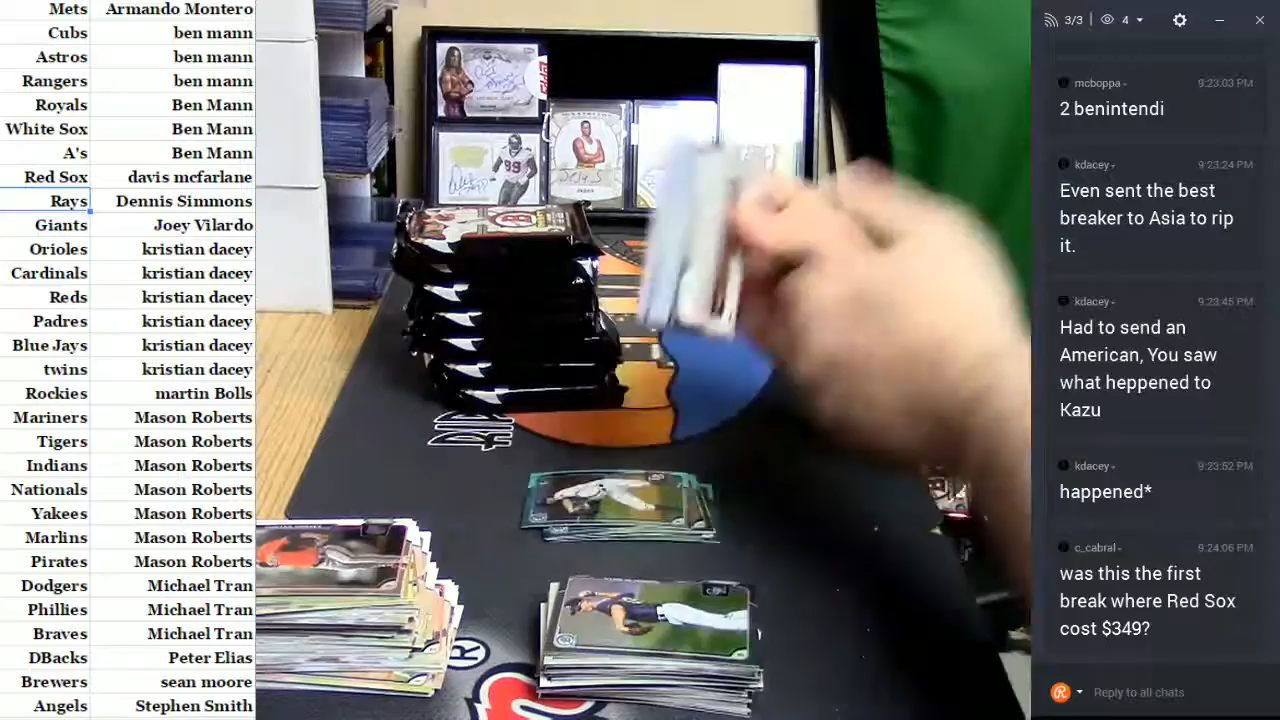 Mets Armando Montero
Cubs ben mann
Astros ben mann
Rangers ben mann
Royals Ben Mann
White Sox Ben Mann
A's Ben Mann
Red Sox davis mcfarlane
Rays Dennis Simmons
Giants Joey Vilardo
Orioles kristian dacey
Cardinals kristian dacey
Reds kristian dacey
Padres kristian dacey
Blue Jays kristian dacey
twins kristian dacey
Rockies martin Bolls
Mariners Mason Roberts
Tigers Mason Roberts
Indians Mason Roberts
Nationals Mason Roberts
Yakees Mason Roberts
Marlins Mason Roberts
Pirates Mason Roberts
Dodgers Michael Tran
Phillies Michael Tran
Braves Michael Tran
DBacks Peter Elias
Brewers sean moore
Angels Stephen Smith
99
®
3/3 4
mcboppa 9:23:03 PM
2 benintendi
kdacey 9:23:24 PM
Even sent the best
breaker to Asia to rip
it.
kdacey 9:23:45 PM
Had to send an
American, You saw
what heppened to
Kazu
kdacey 9:23:52 PM
happened*
c_cabral 9:24:06 PM
was this the first
break where Red Sox
cost $349?
Reply to all chats